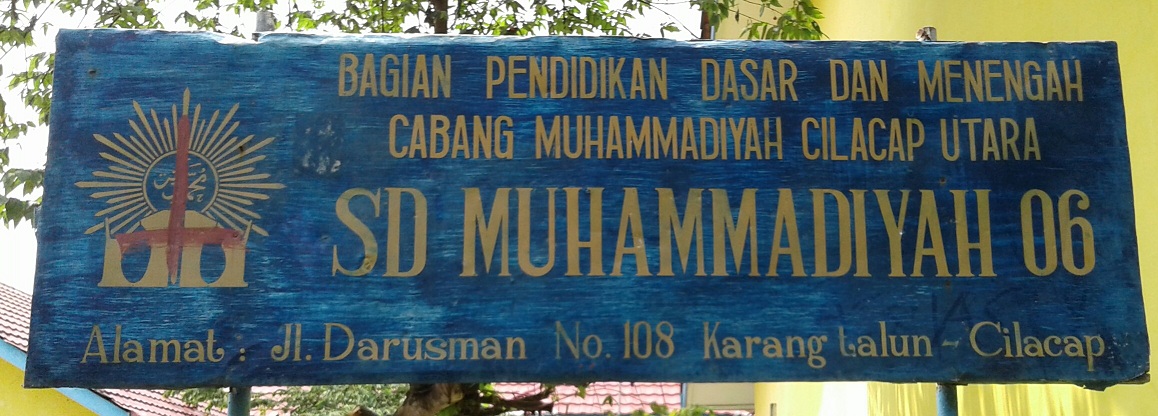 BAGIAN PENDIDIKAN DASAR DAN MENENGAH
CABANG MUHAMMADIYAH CILACAP UTARA
SD MUHAMMADIYAH 06
Alamat : Jl. Darusman No. 108 Karang talun - Cilacap